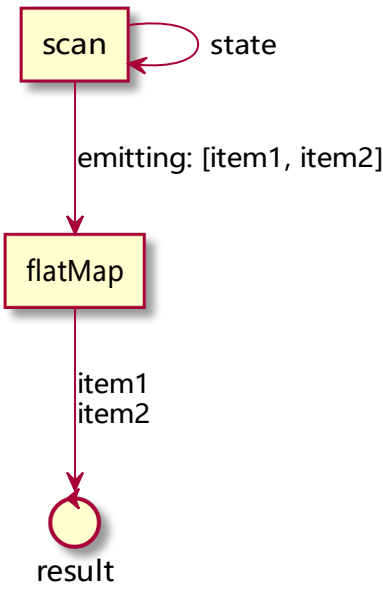 scan
state
emitting: [item1, item2]
flatMap
item1
item2
result